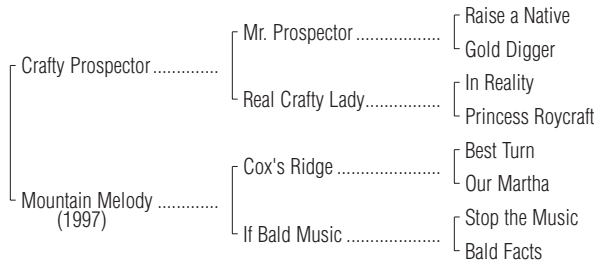 Raise a Native
Mr. Prospector ..................
Gold Digger
Crafty Prospector .............
In Reality
Real Crafty Lady.................
Princess Roycraft
Best Turn
Cox's Ridge ......................
Our Martha
Mountain Melody ............
(1997)
Stop the Music
If Bald Music ....................
Bald Facts